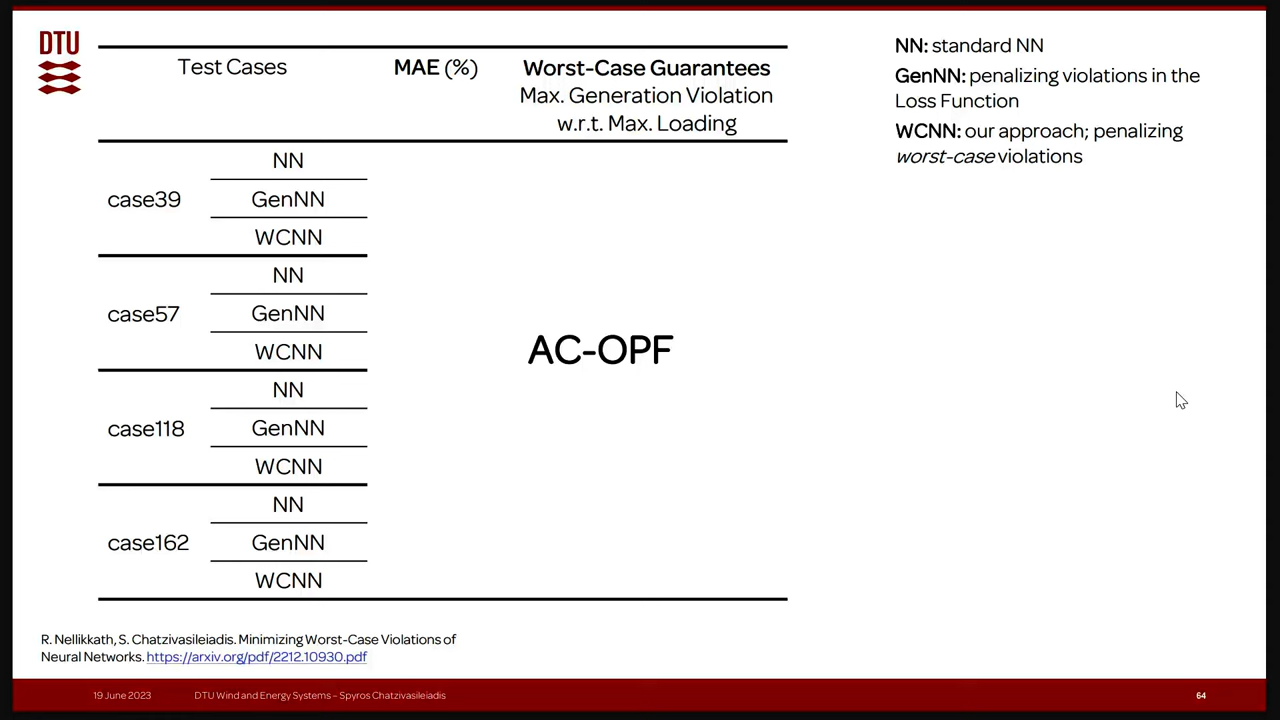 DTU
Test Cases MAE (%) Worst-Case Guarantees
Max. Generation Violation
w.r.t. Max. Loading
NN
case39 GenNN
WCNN
NN
case57 GenNN
WCNN
NN
case118 GenNN
WCNN
NN
case162 GenNN
WCNN
AC-OPF
NN: standard NN
GenNN: penalizing violations in the
Loss Function
WCNN: our approach; penalizing
worst-case violations
R. Nellikkath, S. Chatzivasileiadis. Minimizing Worst-Case Violations of
Neural Networks. https://arxiv.org/pdf/2212.10930.pdf
19 June 2023 DTU Wind and Energy Systems – Spyros Chatzivasileiadis 64